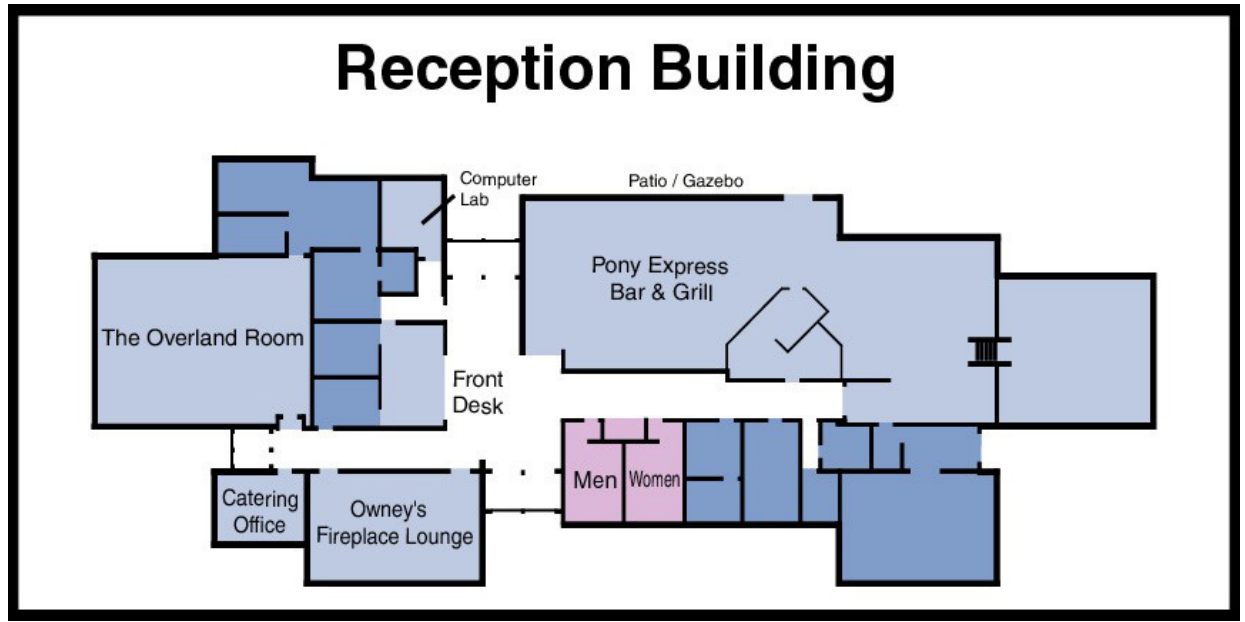 Reception Building
Computer
Lab
Patio / Gazebo
Pony Express
Bar & Grill
The Overland Room
Front
Desk
Men
Women
Catering
Office
Owney's
Fireplace Lounge